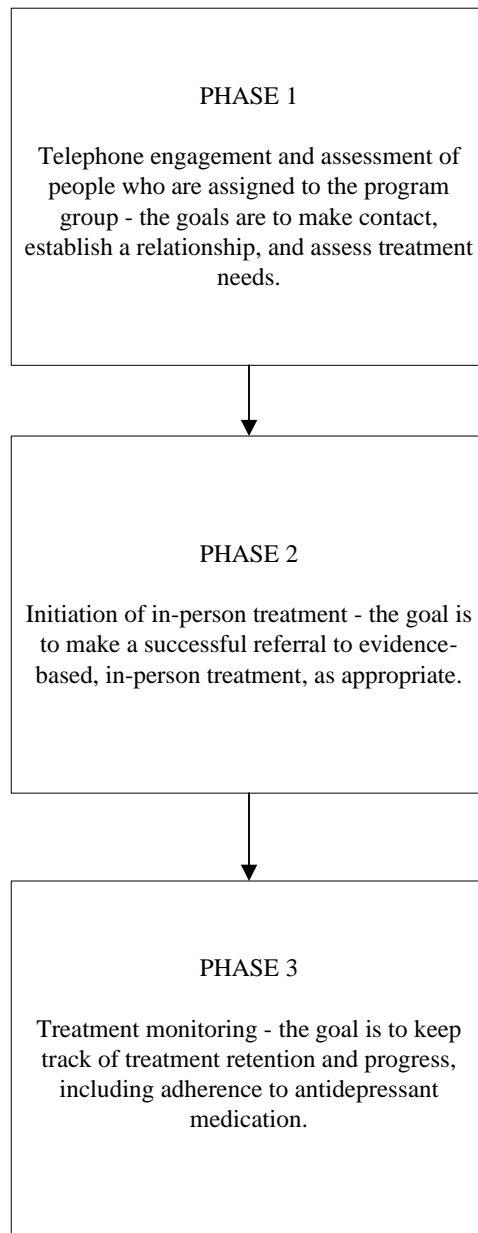 PHASE 1
Telephone engagement and assessment of
people who are assigned to the program
group - the goals are to make contact,
establish a relationship, and assess treatment
needs.
PHASE 2
Initiation of in-person treatment - the goal is
to make a successful referral to evidence-
based, in-person treatment, as appropriate.
PHASE 3
Treatment monitoring - the goal is to keep
track of treatment retention and progress,
including adherence to antidepressant
medication.